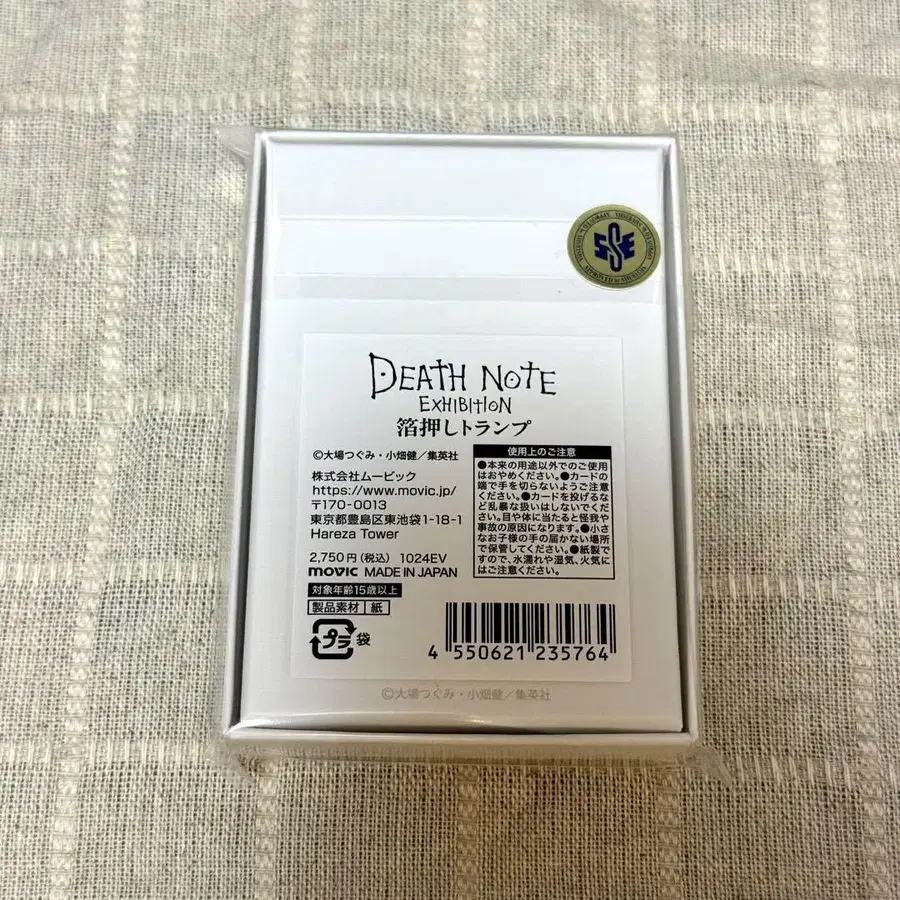 SSE
DEATH NOTE
EXHIBITION
箔押しトランプ
©大場つぐみ・小畑健／集英社
株式会社ムービック
https://www.movic.jp/
〒170-0013
東京都豊島区東池袋1-18-1
Hareza Tower
2,750円（税込） 1024EV
movic MADE IN JAPAN
対象年齢15歳以上
製品素材 紙
プラ 袋
使用上のご注意
●本来の用途以外でのご使用
はおやめください。●カードの
端で手を切らないようご注意
ください。●カードを投げるな
ど乱暴な扱いはしないでくだ
さい。目や体に当たると怪我や
事故の原因になります。●小さ
なお子様の手の届かない場所
で保管してください。●紙製で
すので、水濡れや湿気、火気に
はご注意ください。
4 550621 235764
©大場つぐみ・小畑健／集英社